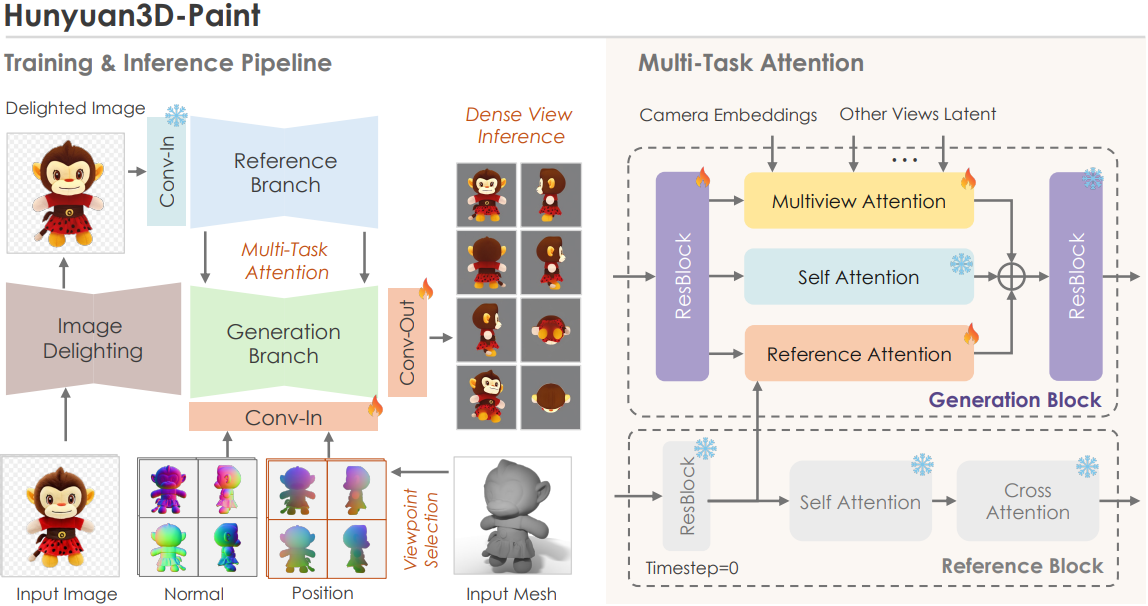 Hunyuan3D-Paint
Training & Inference Pipeline
Delighted Image
Conv-In
Reference
Branch
Dense View
Inference
Multi-Task
Attention
Image
Delighting
Generation
Branch
Conv-Out
Conv-In
Viewpoint
Selection
Input Image
Normal
Position
Input Mesh
Multi-Task Attention
Camera Embeddings
Other Views Latent
...
ResBlock
Multiview Attention
Self Attention
Reference Attention
ResBlock
Generation Block
ResBlock
Self Attention
Cross
Attention
Timestep=0
Reference Block